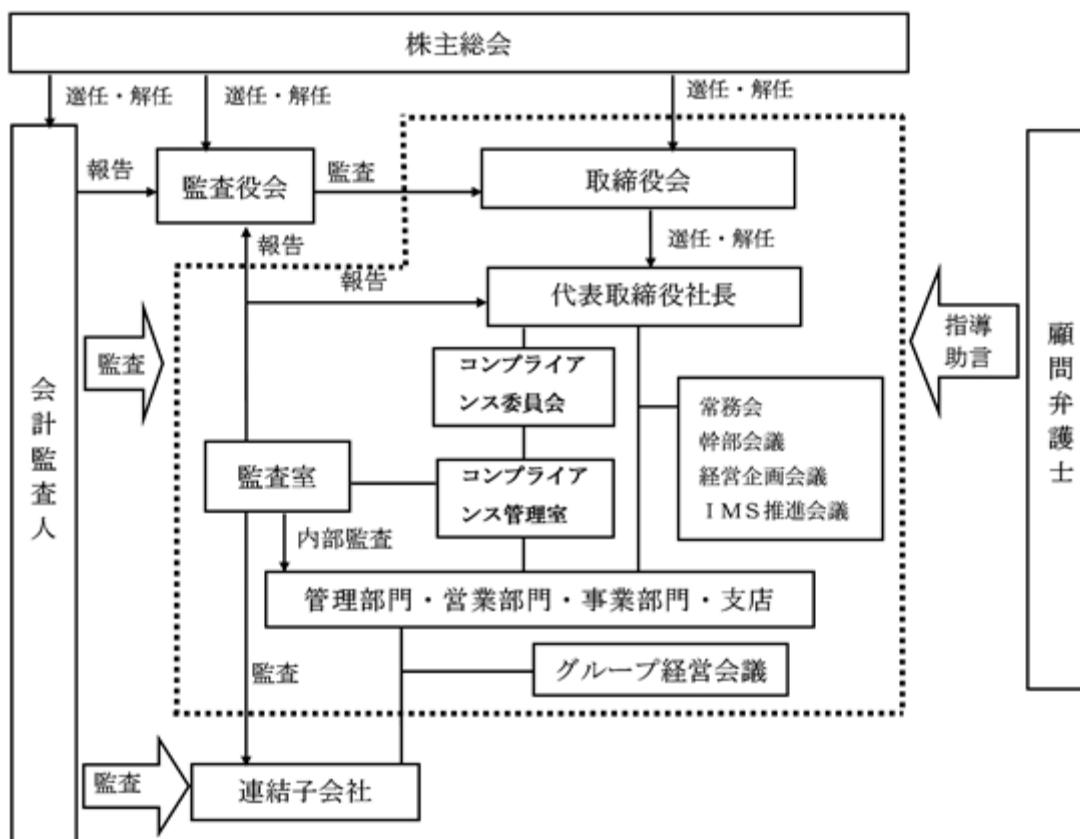 株主総会
選任・解任
選任・解任
選任・解任
報告
監査役会
監査
取締役会
選任・解任
報告
報告
代表取締役社長
監査
指導
助言
会計監査人
顧問弁護士
コンプライア
ンス委員会
常務会
幹部会議
経営企画会議
ＩＭＳ推進会議
監査室
コンプライア
ンス管理室
内部監査
管理部門・営業部門・事業部門・支店
監査
グループ経営会議
監査
連結子会社